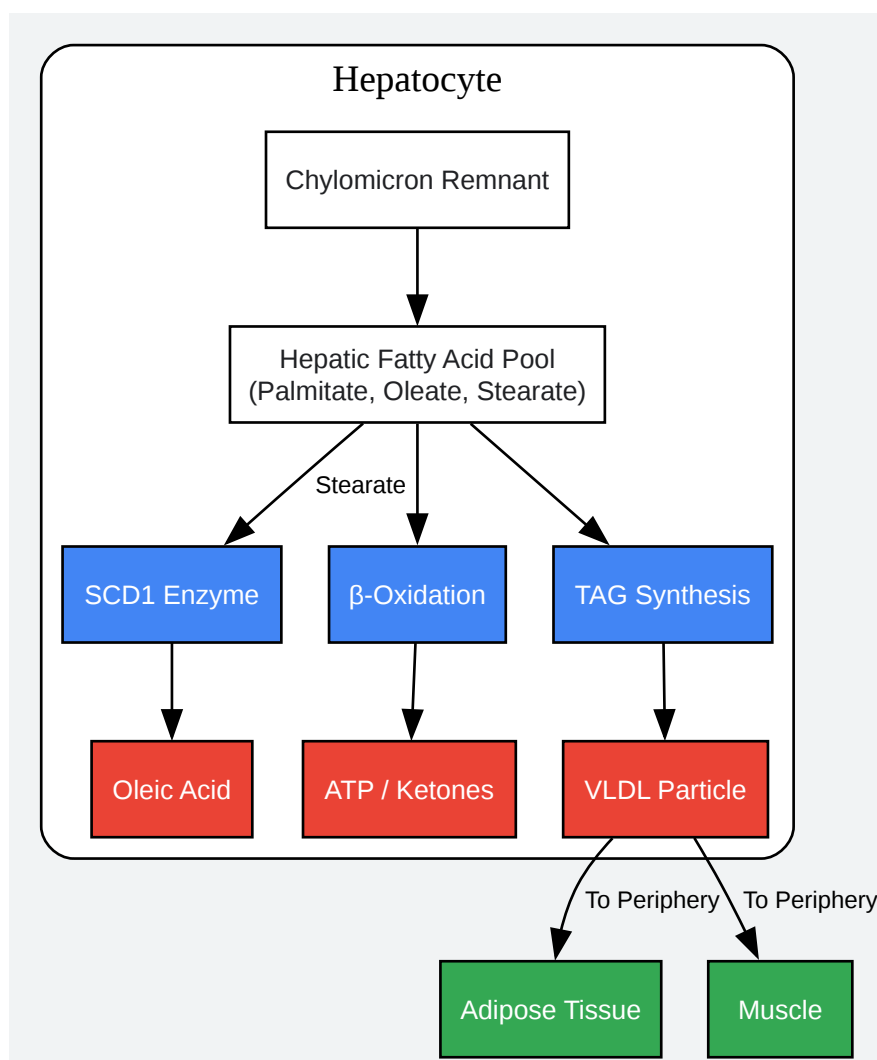 Hepatocyte
Chylomicron Remnant
Hepatic Fatty Acid Pool
(Palmitate, Oleate, Stearate)
Stearate
SCD1 Enzyme
β-Oxidation
TAG Synthesis
Oleic Acid
ATP / Ketones
VLDL Particle
To Periphery
To Periphery
Adipose Tissue
Muscle